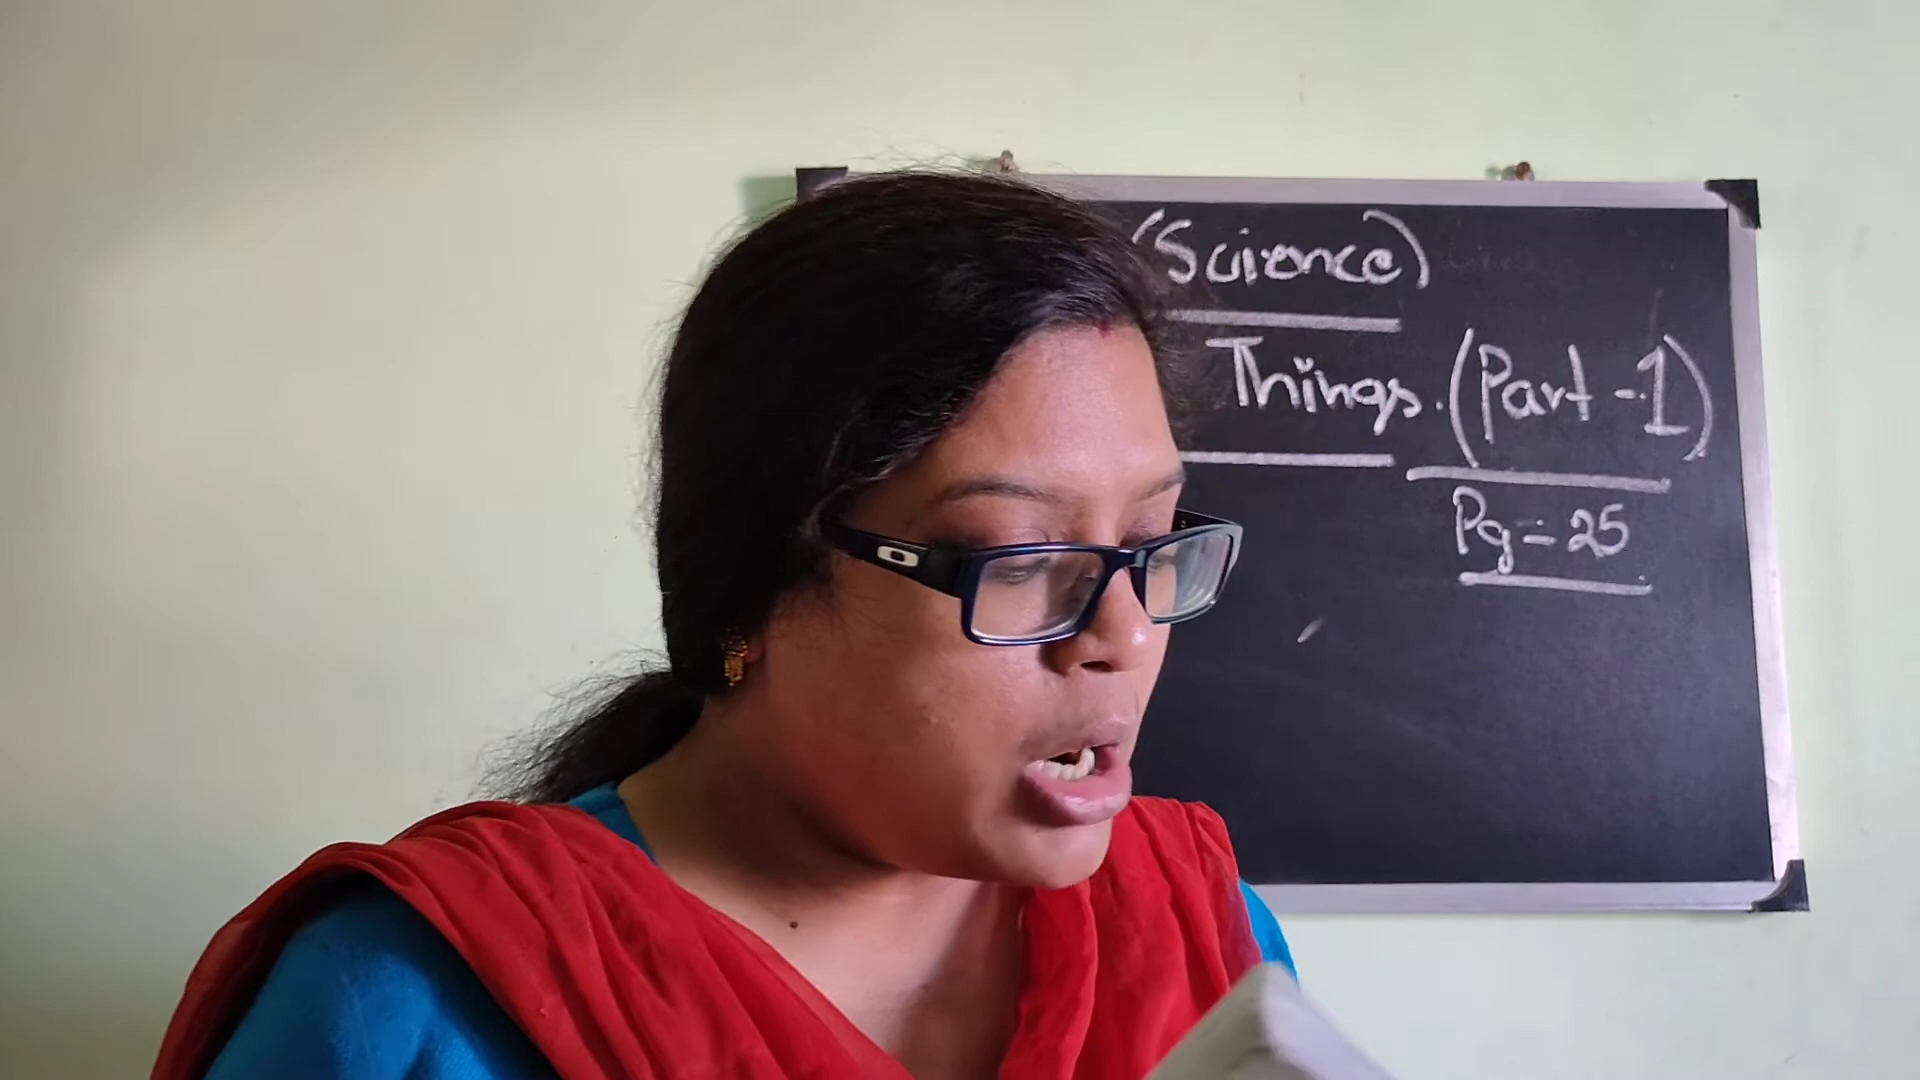 (Science)
Things. (Part - 1)
Pg = 25